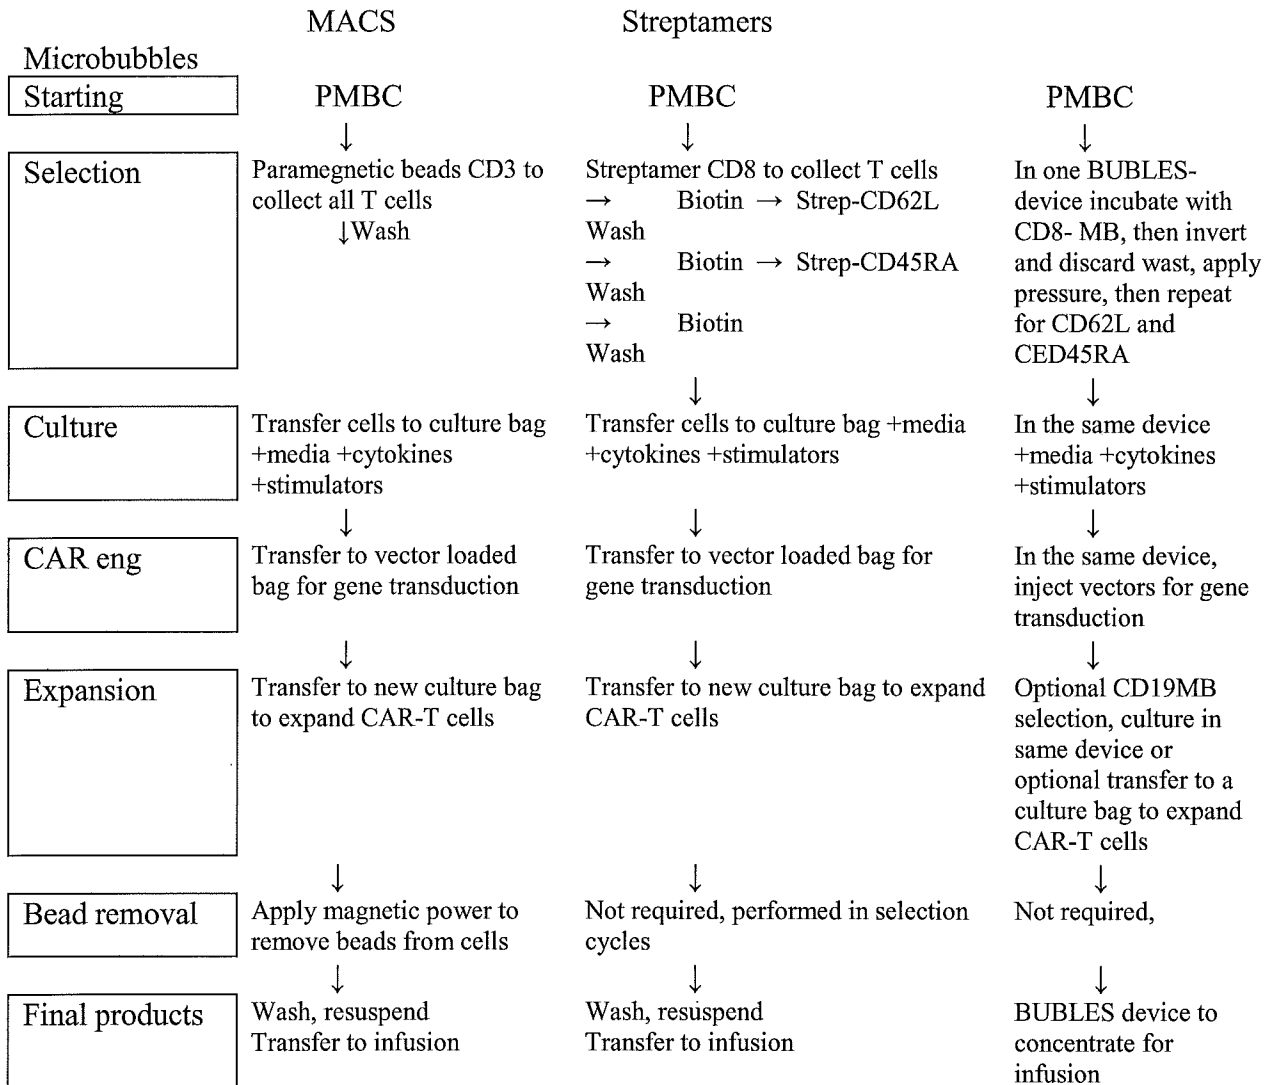 MACS Streptamers
Microbubbles
Starting PMBC PMBC PMBC
↓ ↓ ↓
Selection
Paramegnetic beads CD3 to
collect all T cells
↓Wash
Streptamer CD8 to collect T cells
→ Biotin → Strep-CD62L
Wash
→ Biotin → Strep-CD45RA
Wash
→ Biotin
Wash
In one BUBLES-
device incubate with
CD8- MB, then invert
and discard wast, apply
pressure, then repeat
for CD62L and
CED45RA
↓ ↓
Culture
Transfer cells to culture bag
+media +cytokines
+stimulators
Transfer cells to culture bag +media
+cytokines +stimulators
In the same device
+media +cytokines
+stimulators
↓ ↓ ↓
CAR eng
Transfer to vector loaded
bag for gene transduction
Transfer to vector loaded bag for
gene transduction
In the same device,
inject vectors for gene
transduction
↓ ↓ ↓
Expansion
Transfer to new culture bag
to expand CAR-T cells
Transfer to new culture bag to expand
CAR-T cells
Optional CD19MB
selection, culture in
same device or
optional transfer to a
culture bag to expand
CAR-T cells
↓ ↓ ↓
Bead removal
Apply magnetic power to
remove beads from cells
Not required, performed in selection
cycles
Not required,
↓ ↓ ↓
Final products
Wash, resuspend
Transfer to infusion
Wash, resuspend
Transfer to infusion
BUBLES device to
concentrate for
infusion